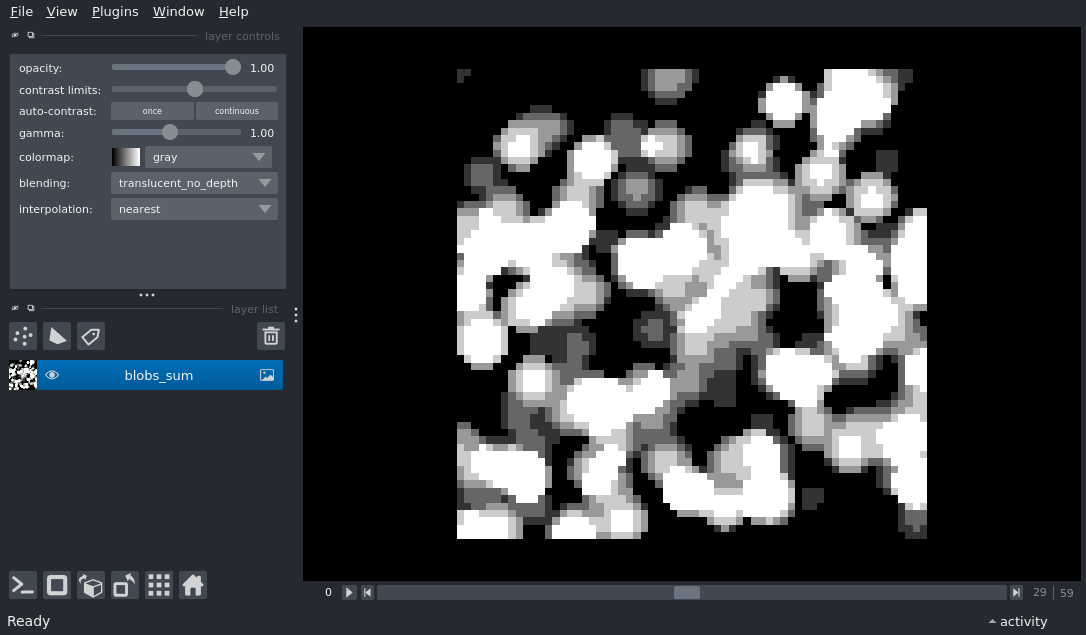 File View Plugins Window Help
layer controls
opacity: 1.00
contrast limits:
auto-contrast: once continuous
gamma: 1.00
colormap: gray
blending: translucent_no_depth
interpolation: nearest
layer list
blobs_sum
0 29 59
Ready activity